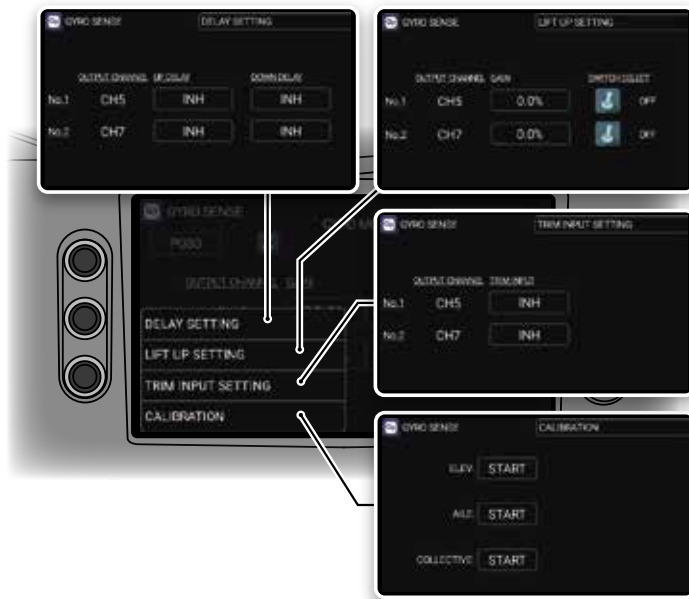 GYRO SENSE
DELAY SETTING
OUTPUT CHANNEL UP DELAY DOWN DELAY
No.1 CH5 INH INH
No.2 CH7 INH INH
GYRO SENSE
LIFT UP SETTING
OUTPUT CHANNEL GAIN SWITCH SELECT
No.1 CH5 0.0% OFF
No.2 CH7 0.0% OFF
GYRO SENSE
OUTPUT CHANNEL GAIN
DELAY SETTING
LIFT UP SETTING
TRIM INPUT SETTING
CALIBRATION
GYRO SENSE
TRIM INPUT SETTING
OUTPUT CHANNEL TRIM INPUT
No.1 CH5 INH
No.2 CH7 INH
GYRO SENSE
CALIBRATION
ELEV START
AILE START
COLLECTIVE START